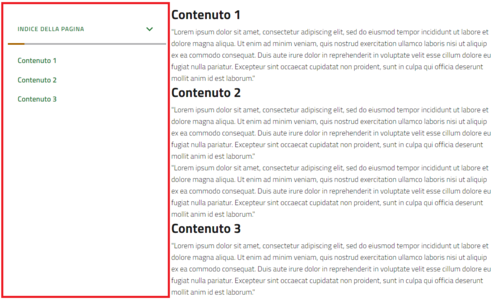 INDICE DELLA PAGINA
Contenuto 1
Contenuto 2
Contenuto 3
Contenuto 1
"Lorem ipsum dolor sit amet, consectetur adipiscing elit, sed do eiusmod tempor incididunt ut labore et
dolore magna aliqua. Ut enim ad minim veniam, quis nostrud exercitation ullamco laboris nisi ut aliquip
ex ea commodo consequat. Duis aute irure dolor in reprehenderit in voluptate velit esse cillum dolore eu
fugiat nulla pariatur. Excepteur sint occaecat cupidatat non proident, sunt in culpa qui officia deserunt
mollit anim id est laborum."
Contenuto 2
"Lorem ipsum dolor sit amet, consectetur adipiscing elit, sed do eiusmod tempor incididunt ut labore et
dolore magna aliqua. Ut enim ad minim veniam, quis nostrud exercitation ullamco laboris nisi ut aliquip
ex ea commodo consequat. Duis aute irure dolor in reprehenderit in voluptate velit esse cillum dolore eu
fugiat nulla pariatur. Excepteur sint occaecat cupidatat non proident, sunt in culpa qui officia deserunt
mollit anim id est laborum."
"Lorem ipsum dolor sit amet, consectetur adipiscing elit, sed do eiusmod tempor incididunt ut labore et
dolore magna aliqua. Ut enim ad minim veniam, quis nostrud exercitation ullamco laboris nisi ut aliquip
ex ea commodo consequat. Duis aute irure dolor in reprehenderit in voluptate velit esse cillum dolore eu
fugiat nulla pariatur. Excepteur sint occaecat cupidatat non proident, sunt in culpa qui officia deserunt
mollit anim id est laborum."
Contenuto 3
"Lorem ipsum dolor sit amet, consectetur adipiscing elit, sed do eiusmod tempor incididunt ut labore et
dolore magna aliqua. Ut enim ad minim veniam, quis nostrud exercitation ullamco laboris nisi ut aliquip
ex ea commodo consequat. Duis aute irure dolor in reprehenderit in voluptate velit esse cillum dolore eu
fugiat nulla pariatur. Excepteur sint occaecat cupidatat non proident, sunt in culpa qui officia deserunt
mollit anim id est laborum."